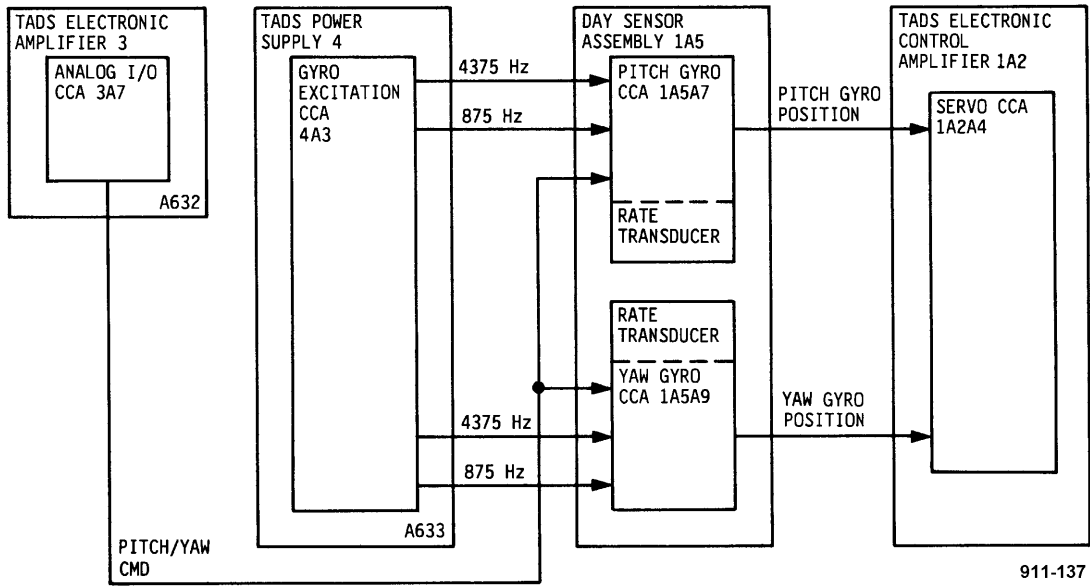 TADS ELECTRONIC
AMPLIFIER 3
ANALOG I/O
CCA 3A7
A632
PITCH/YAW
CMD
TADS POWER
SUPPLY 4
GYRO
EXCITATION
CCA
4A3
A633
4375 Hz
875 Hz
4375 Hz
875 Hz
DAY SENSOR
ASSEMBLY 1A5
PITCH GYRO
CCA 1A5A7
RATE
TRANSDUCER
RATE
TRANSDUCER
YAW GYRO
CCA 1A5A9
PITCH GYRO
POSITION
YAW GYRO
POSITION
TADS ELECTRONIC
CONTROL
AMPLIFIER 1A2
SERVO CCA
1A2A4
911-137